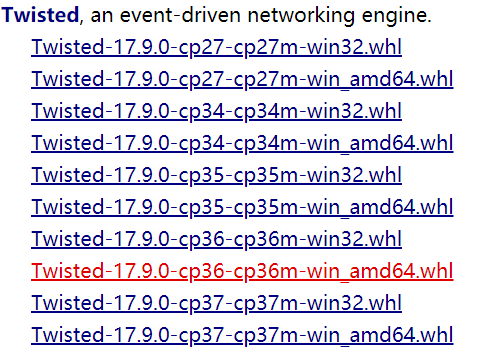 Twisted, an event-driven networking engine.
Twisted-17.9.0-cp27-cp27m-win32.whl
Twisted-17.9.0-cp27-cp27m-win_amd64.whl
Twisted-17.9.0-cp34-cp34m-win32.whl
Twisted-17.9.0-cp34-cp34m-win_amd64.whl
Twisted-17.9.0-cp35-cp35m-win32.whl
Twisted-17.9.0-cp35-cp35m-win_amd64.whl
Twisted-17.9.0-cp36-cp36m-win32.whl
Twisted-17.9.0-cp36-cp36m-win_amd64.whl
Twisted-17.9.0-cp37-cp37m-win32.whl
Twisted-17.9.0-cp37-cp37m-win_amd64.whl